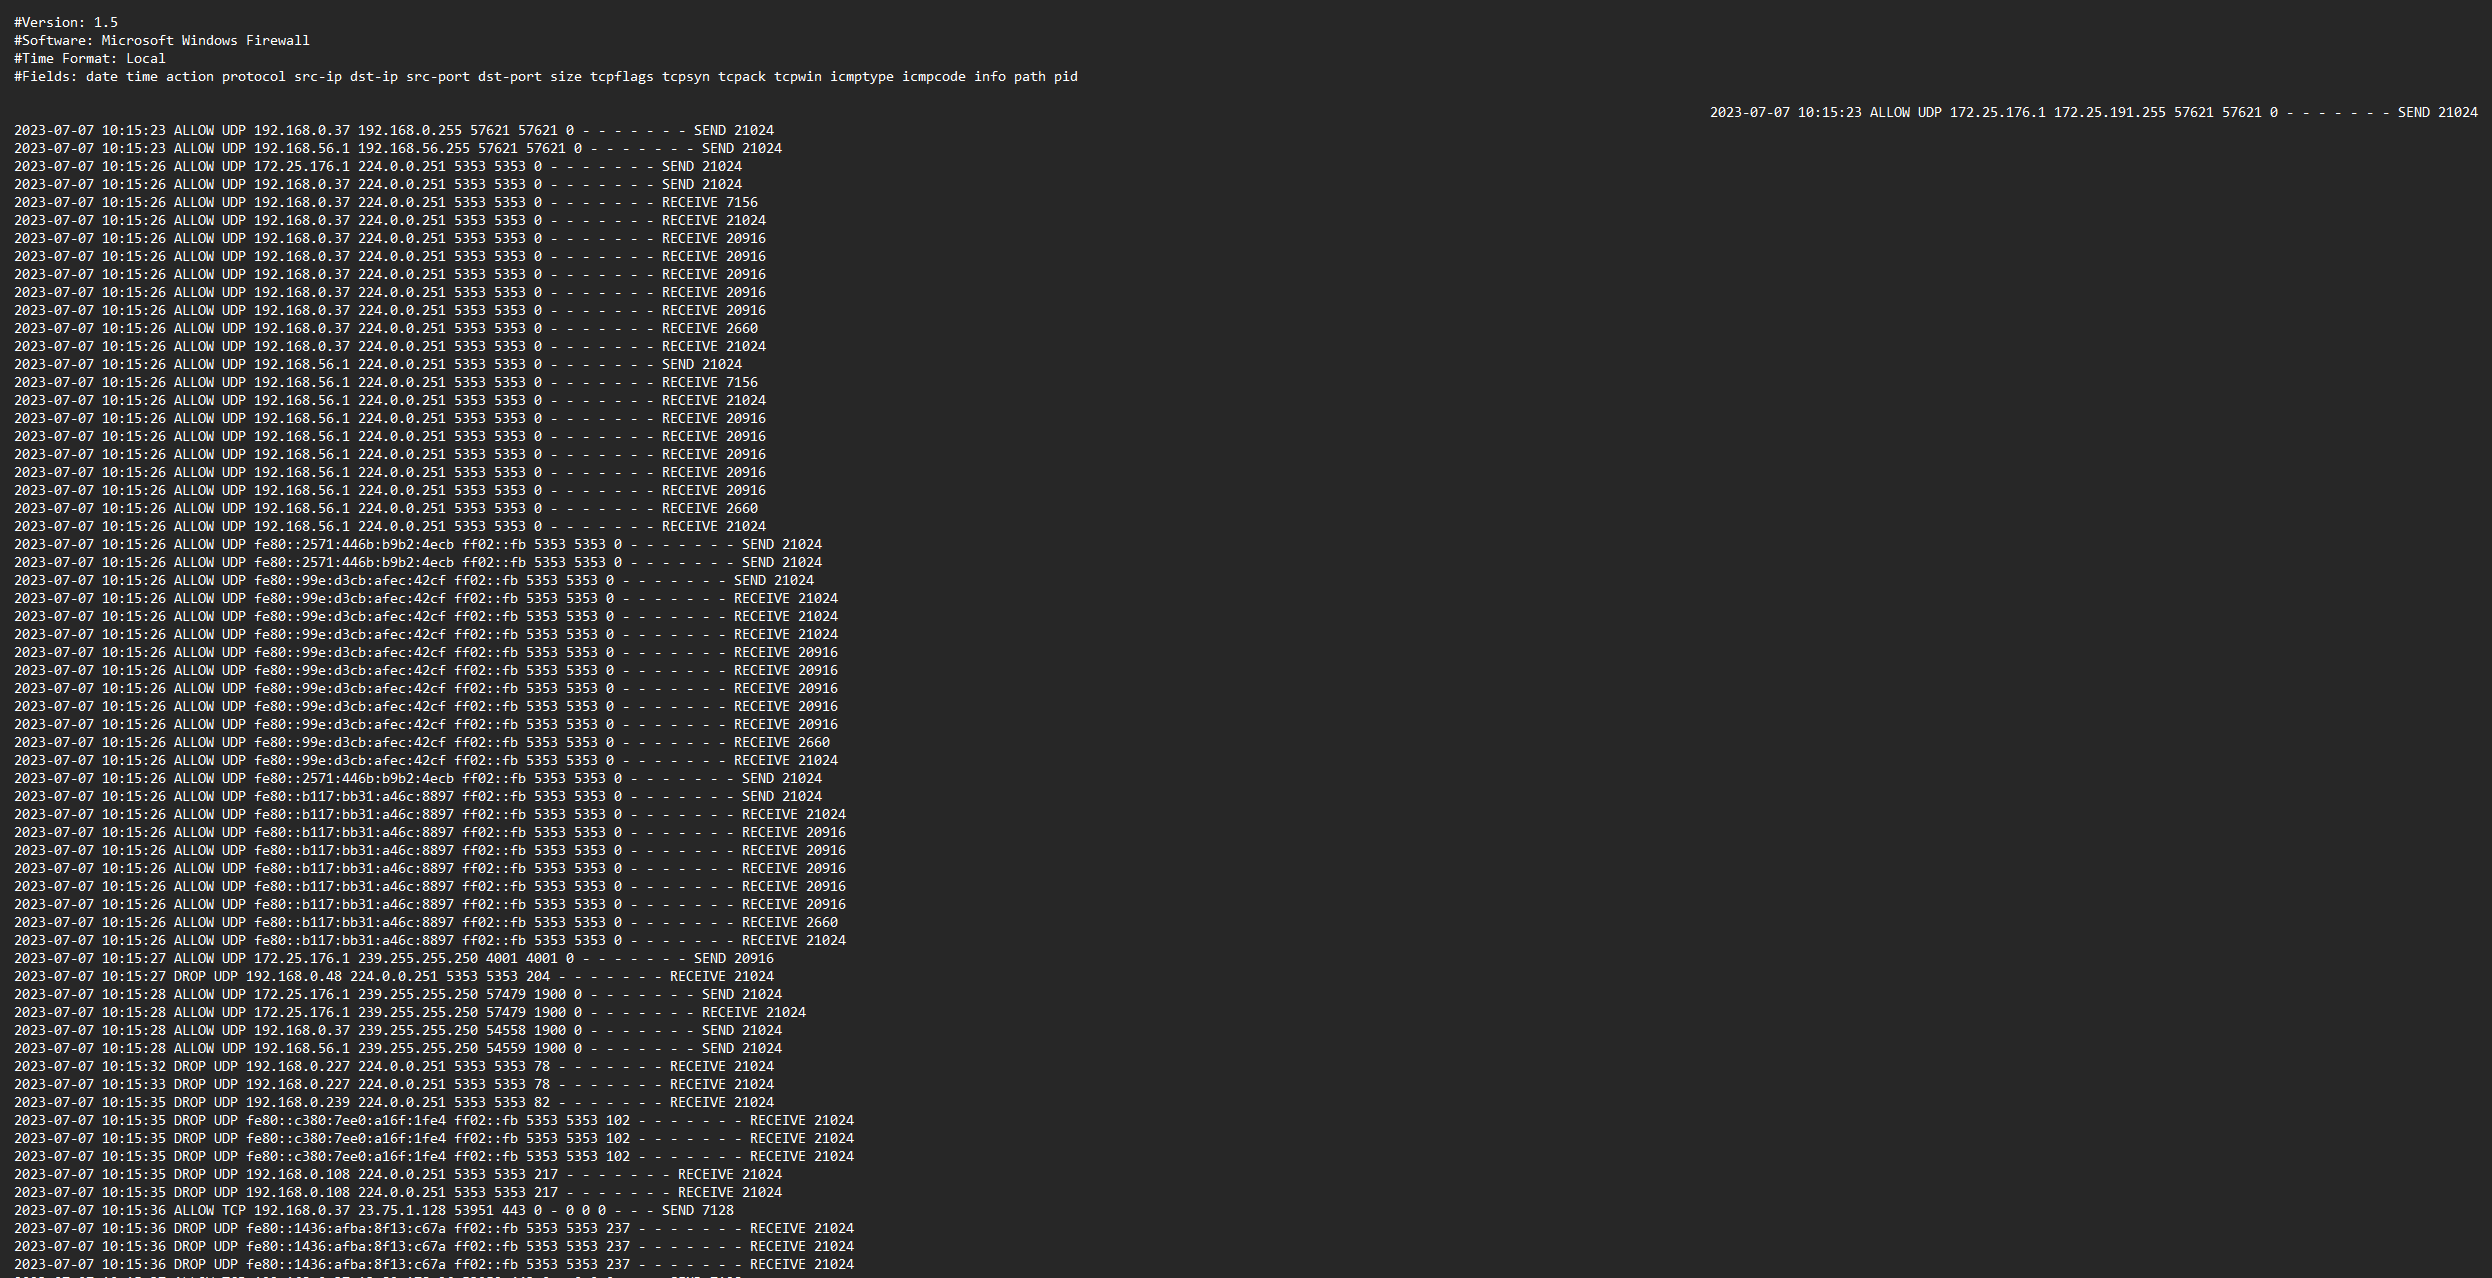 #Version: 1.5
#Software: Microsoft Windows Firewall
#Time Format: Local
#Fields: date time action protocol src-ip dst-ip src-port dst-port size tcpflags tcpsyn tcpack tcpwin icmptype icmpcode info path pid
2023-07-07 10:15:23 ALLOW UDP 172.25.176.1 172.25.191.255 57621 57621 0 - - - - - - - SEND 21024
2023-07-07 10:15:23 ALLOW UDP 192.168.0.37 192.168.0.255 57621 57621 0 - - - - - - - SEND 21024
2023-07-07 10:15:23 ALLOW UDP 192.168.56.1 192.168.56.255 57621 57621 0 - - - - - - - SEND 21024
2023-07-07 10:15:26 ALLOW UDP 172.25.176.1 224.0.0.251 5353 5353 0 - - - - - - - SEND 21024
2023-07-07 10:15:26 ALLOW UDP 192.168.0.37 224.0.0.251 5353 5353 0 - - - - - - - SEND 21024
2023-07-07 10:15:26 ALLOW UDP 192.168.0.37 224.0.0.251 5353 5353 0 - - - - - - - RECEIVE 7156
2023-07-07 10:15:26 ALLOW UDP 192.168.0.37 224.0.0.251 5353 5353 0 - - - - - - - RECEIVE 21024
2023-07-07 10:15:26 ALLOW UDP 192.168.0.37 224.0.0.251 5353 5353 0 - - - - - - - RECEIVE 20916
2023-07-07 10:15:26 ALLOW UDP 192.168.0.37 224.0.0.251 5353 5353 0 - - - - - - - RECEIVE 20916
2023-07-07 10:15:26 ALLOW UDP 192.168.0.37 224.0.0.251 5353 5353 0 - - - - - - - RECEIVE 20916
2023-07-07 10:15:26 ALLOW UDP 192.168.0.37 224.0.0.251 5353 5353 0 - - - - - - - RECEIVE 20916
2023-07-07 10:15:26 ALLOW UDP 192.168.0.37 224.0.0.251 5353 5353 0 - - - - - - - RECEIVE 20916
2023-07-07 10:15:26 ALLOW UDP 192.168.0.37 224.0.0.251 5353 5353 0 - - - - - - - RECEIVE 2660
2023-07-07 10:15:26 ALLOW UDP 192.168.0.37 224.0.0.251 5353 5353 0 - - - - - - - RECEIVE 21024
2023-07-07 10:15:26 ALLOW UDP 192.168.56.1 224.0.0.251 5353 5353 0 - - - - - - - SEND 21024
2023-07-07 10:15:26 ALLOW UDP 192.168.56.1 224.0.0.251 5353 5353 0 - - - - - - - RECEIVE 7156
2023-07-07 10:15:26 ALLOW UDP 192.168.56.1 224.0.0.251 5353 5353 0 - - - - - - - RECEIVE 21024
2023-07-07 10:15:26 ALLOW UDP 192.168.56.1 224.0.0.251 5353 5353 0 - - - - - - - RECEIVE 20916
2023-07-07 10:15:26 ALLOW UDP 192.168.56.1 224.0.0.251 5353 5353 0 - - - - - - - RECEIVE 20916
2023-07-07 10:15:26 ALLOW UDP 192.168.56.1 224.0.0.251 5353 5353 0 - - - - - - - RECEIVE 20916
2023-07-07 10:15:26 ALLOW UDP 192.168.56.1 224.0.0.251 5353 5353 0 - - - - - - - RECEIVE 20916
2023-07-07 10:15:26 ALLOW UDP 192.168.56.1 224.0.0.251 5353 5353 0 - - - - - - - RECEIVE 20916
2023-07-07 10:15:26 ALLOW UDP 192.168.56.1 224.0.0.251 5353 5353 0 - - - - - - - RECEIVE 2660
2023-07-07 10:15:26 ALLOW UDP 192.168.56.1 224.0.0.251 5353 5353 0 - - - - - - - RECEIVE 21024
2023-07-07 10:15:26 ALLOW UDP fe80::2571:446b:b9b2:4ecb ff02::fb 5353 5353 0 - - - - - - - SEND 21024
2023-07-07 10:15:26 ALLOW UDP fe80::2571:446b:b9b2:4ecb ff02::fb 5353 5353 0 - - - - - - - SEND 21024
2023-07-07 10:15:26 ALLOW UDP fe80::99e:d3cb:afec:42cf ff02::fb 5353 5353 0 - - - - - - - SEND 21024
2023-07-07 10:15:26 ALLOW UDP fe80::99e:d3cb:afec:42cf ff02::fb 5353 5353 0 - - - - - - - RECEIVE 21024
2023-07-07 10:15:26 ALLOW UDP fe80::99e:d3cb:afec:42cf ff02::fb 5353 5353 0 - - - - - - - RECEIVE 21024
2023-07-07 10:15:26 ALLOW UDP fe80::99e:d3cb:afec:42cf ff02::fb 5353 5353 0 - - - - - - - RECEIVE 21024
2023-07-07 10:15:26 ALLOW UDP fe80::99e:d3cb:afec:42cf ff02::fb 5353 5353 0 - - - - - - - RECEIVE 20916
2023-07-07 10:15:26 ALLOW UDP fe80::99e:d3cb:afec:42cf ff02::fb 5353 5353 0 - - - - - - - RECEIVE 20916
2023-07-07 10:15:26 ALLOW UDP fe80::99e:d3cb:afec:42cf ff02::fb 5353 5353 0 - - - - - - - RECEIVE 20916
2023-07-07 10:15:26 ALLOW UDP fe80::99e:d3cb:afec:42cf ff02::fb 5353 5353 0 - - - - - - - RECEIVE 20916
2023-07-07 10:15:26 ALLOW UDP fe80::99e:d3cb:afec:42cf ff02::fb 5353 5353 0 - - - - - - - RECEIVE 20916
2023-07-07 10:15:26 ALLOW UDP fe80::99e:d3cb:afec:42cf ff02::fb 5353 5353 0 - - - - - - - RECEIVE 2660
2023-07-07 10:15:26 ALLOW UDP fe80::99e:d3cb:afec:42cf ff02::fb 5353 5353 0 - - - - - - - RECEIVE 21024
2023-07-07 10:15:26 ALLOW UDP fe80::2571:446b:b9b2:4ecb ff02::fb 5353 5353 0 - - - - - - - SEND 21024
2023-07-07 10:15:26 ALLOW UDP fe80::b117:bb31:a46c:8897 ff02::fb 5353 5353 0 - - - - - - - SEND 21024
2023-07-07 10:15:26 ALLOW UDP fe80::b117:bb31:a46c:8897 ff02::fb 5353 5353 0 - - - - - - - RECEIVE 21024
2023-07-07 10:15:26 ALLOW UDP fe80::b117:bb31:a46c:8897 ff02::fb 5353 5353 0 - - - - - - - RECEIVE 20916
2023-07-07 10:15:26 ALLOW UDP fe80::b117:bb31:a46c:8897 ff02::fb 5353 5353 0 - - - - - - - RECEIVE 20916
2023-07-07 10:15:26 ALLOW UDP fe80::b117:bb31:a46c:8897 ff02::fb 5353 5353 0 - - - - - - - RECEIVE 20916
2023-07-07 10:15:26 ALLOW UDP fe80::b117:bb31:a46c:8897 ff02::fb 5353 5353 0 - - - - - - - RECEIVE 20916
2023-07-07 10:15:26 ALLOW UDP fe80::b117:bb31:a46c:8897 ff02::fb 5353 5353 0 - - - - - - - RECEIVE 20916
2023-07-07 10:15:26 ALLOW UDP fe80::b117:bb31:a46c:8897 ff02::fb 5353 5353 0 - - - - - - - RECEIVE 2660
2023-07-07 10:15:26 ALLOW UDP fe80::b117:bb31:a46c:8897 ff02::fb 5353 5353 0 - - - - - - - RECEIVE 21024
2023-07-07 10:15:27 ALLOW UDP 172.25.176.1 239.255.255.250 4001 4001 0 - - - - - - - SEND 20916
2023-07-07 10:15:27 DROP UDP 192.168.0.48 224.0.0.251 5353 5353 204 - - - - - - - RECEIVE 21024
2023-07-07 10:15:28 ALLOW UDP 172.25.176.1 239.255.255.250 57479 1900 0 - - - - - - - SEND 21024
2023-07-07 10:15:28 ALLOW UDP 172.25.176.1 239.255.255.250 57479 1900 0 - - - - - - - RECEIVE 21024
2023-07-07 10:15:28 ALLOW UDP 192.168.0.37 239.255.255.250 54558 1900 0 - - - - - - - SEND 21024
2023-07-07 10:15:28 ALLOW UDP 192.168.56.1 239.255.255.250 54559 1900 0 - - - - - - - SEND 21024
2023-07-07 10:15:32 DROP UDP 192.168.0.227 224.0.0.251 5353 5353 78 - - - - - - - RECEIVE 21024
2023-07-07 10:15:33 DROP UDP 192.168.0.227 224.0.0.251 5353 5353 78 - - - - - - - RECEIVE 21024
2023-07-07 10:15:35 DROP UDP 192.168.0.239 224.0.0.251 5353 5353 82 - - - - - - - RECEIVE 21024
2023-07-07 10:15:35 DROP UDP fe80::c380:7ee0:a16f:1fe4 ff02::fb 5353 5353 102 - - - - - - - RECEIVE 21024
2023-07-07 10:15:35 DROP UDP fe80::c380:7ee0:a16f:1fe4 ff02::fb 5353 5353 102 - - - - - - - RECEIVE 21024
2023-07-07 10:15:35 DROP UDP fe80::c380:7ee0:a16f:1fe4 ff02::fb 5353 5353 102 - - - - - - - RECEIVE 21024
2023-07-07 10:15:35 DROP UDP 192.168.0.108 224.0.0.251 5353 5353 217 - - - - - - - RECEIVE 21024
2023-07-07 10:15:35 DROP UDP 192.168.0.108 224.0.0.251 5353 5353 217 - - - - - - - RECEIVE 21024
2023-07-07 10:15:36 ALLOW TCP 192.168.0.37 23.75.1.128 53951 443 0 - 0 0 0 - - - SEND 7128
2023-07-07 10:15:36 DROP UDP fe80::1436:afba:8f13:c67a ff02::fb 5353 5353 237 - - - - - - - RECEIVE 21024
2023-07-07 10:15:36 DROP UDP fe80::1436:afba:8f13:c67a ff02::fb 5353 5353 237 - - - - - - - RECEIVE 21024
2023-07-07 10:15:36 DROP UDP fe80::1436:afba:8f13:c67a ff02::fb 5353 5353 237 - - - - - - - RECEIVE 21024